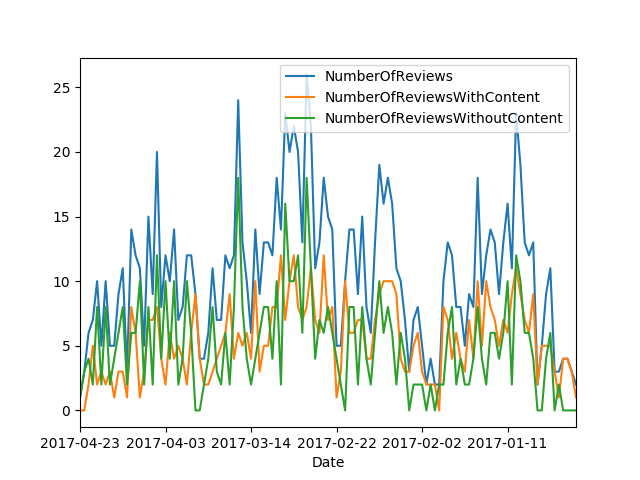 NumberOfReviews
NumberOfReviewsWithContent
NumberOfReviewsWithoutContent
25
20
15
10
5
0
2017-04-23 2017-04-03 2017-03-14 2017-02-22 2017-02-02 2017-01-11
Date